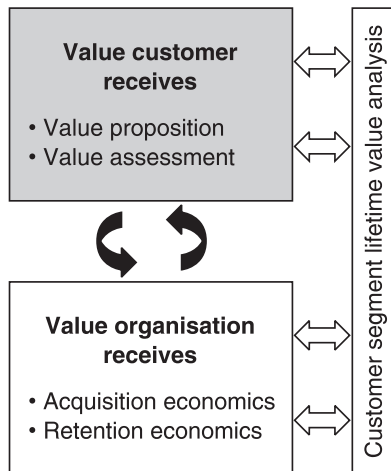 Value customer
receives
• Value proposition
• Value assessment
Value organisation
receives
• Acquisition economics
• Retention economics
Customer segment lifetime value analysis